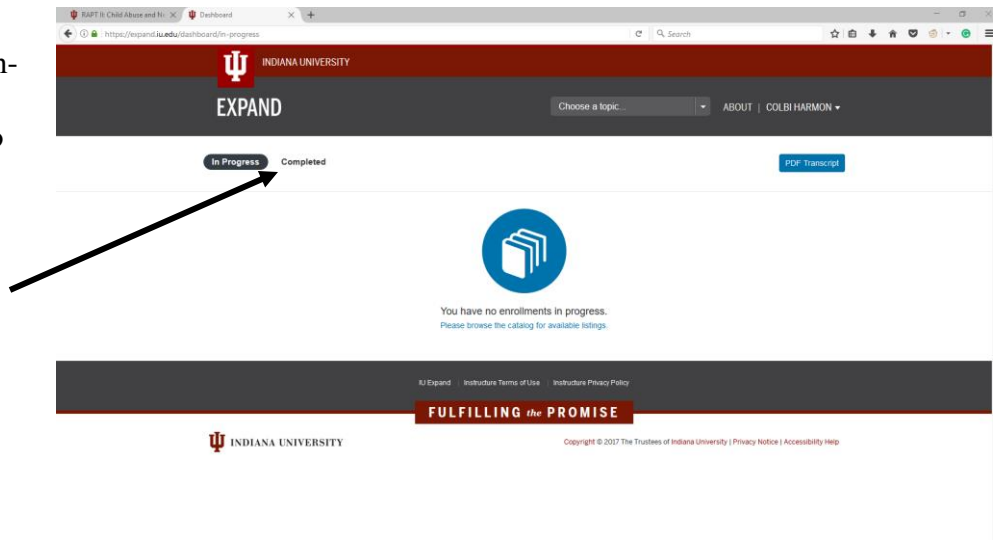 RAPT II: Child Abuse and N
Dashboard
https://expand.iu.edu/dashboard/in-progress
Search
n-
INDIANA UNIVERSITY
EXPAND
Choose a topic...
ABOUT | COLBI HARMON
In Progress
Completed
PDF Transcript
You have no enrollments in progress.
Please browse the catalog for available listings.
IU Expand | Instructure Terms of Use | Instructure Privacy Policy
FULFILLING the PROMISE
INDIANA UNIVERSITY
Copyright © 2017 The Trustees of Indiana University | Privacy Notice | Accessibility Help